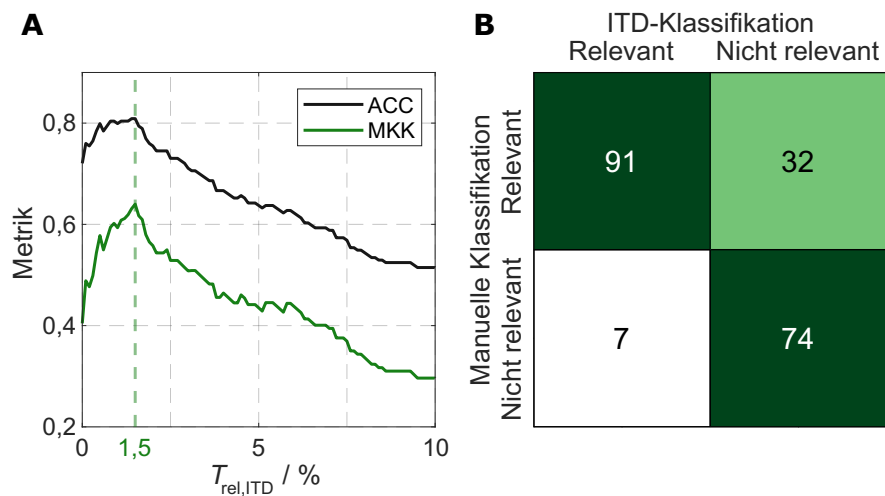 A
0,8
0,6
0,4
0,2
Metrik
ACC
MKK
0
1,5
5
10
T rel,ITD / %
B
ITD-Klassifikation
Relevant Nicht relevant
Manuelle Klassifikation
Nicht relevant Relevant
91 32
7 74